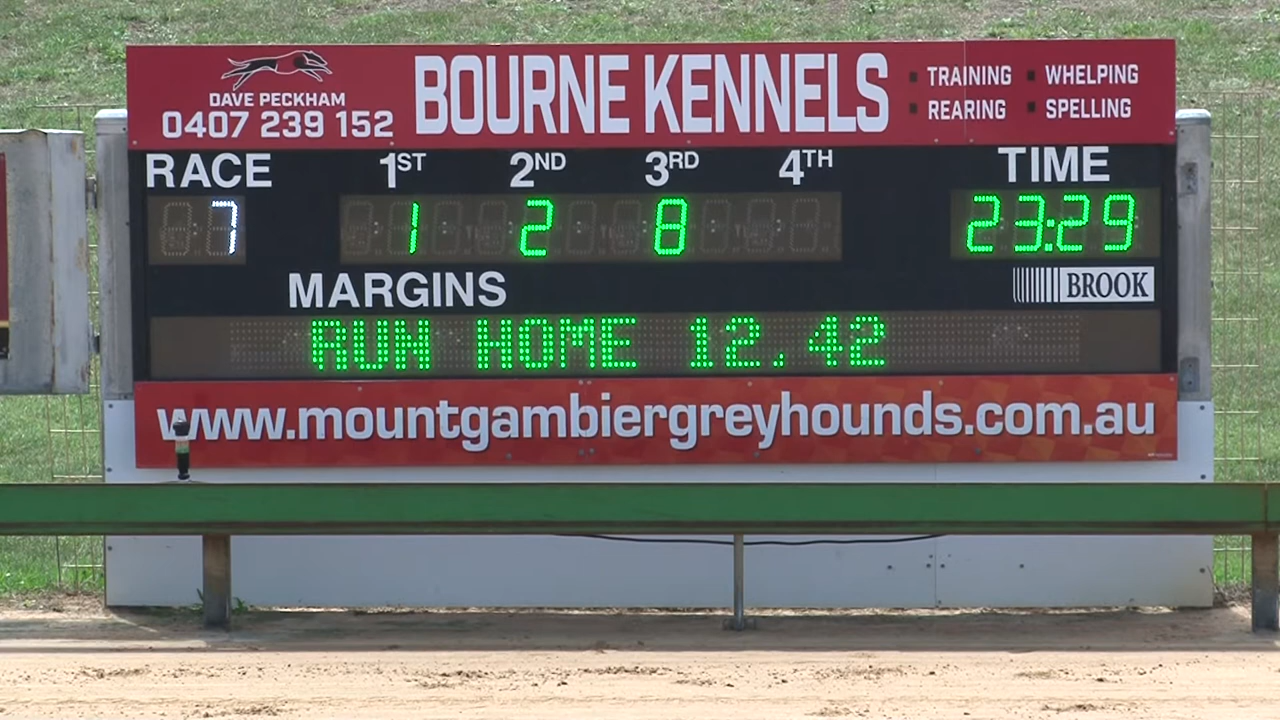 DAVE PECKHAM
0407 239 152
BOURNE KENNELS
TRAINING WHELPING
REARING SPELLING
RACE 1ST 2ND 3RD 4TH TIME
7 1 2 8 23:29
MARGINS
BROOK
RUN HOME 12.42
www.mountgambiergreyhounds.com.au